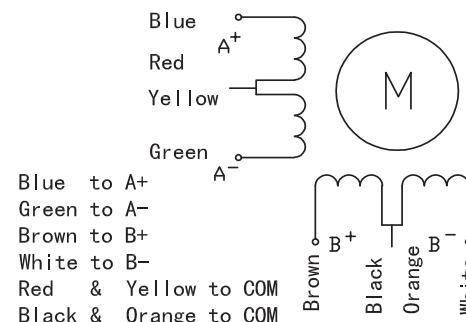 Blue
A+
Red
Yellow
Green
A-
M
Blue to A+
Green to A-
Brown to B+
White to B-
Red & Yellow to COM
Black & Orange to COM
Brown
B+
Black
Orange
B-
White